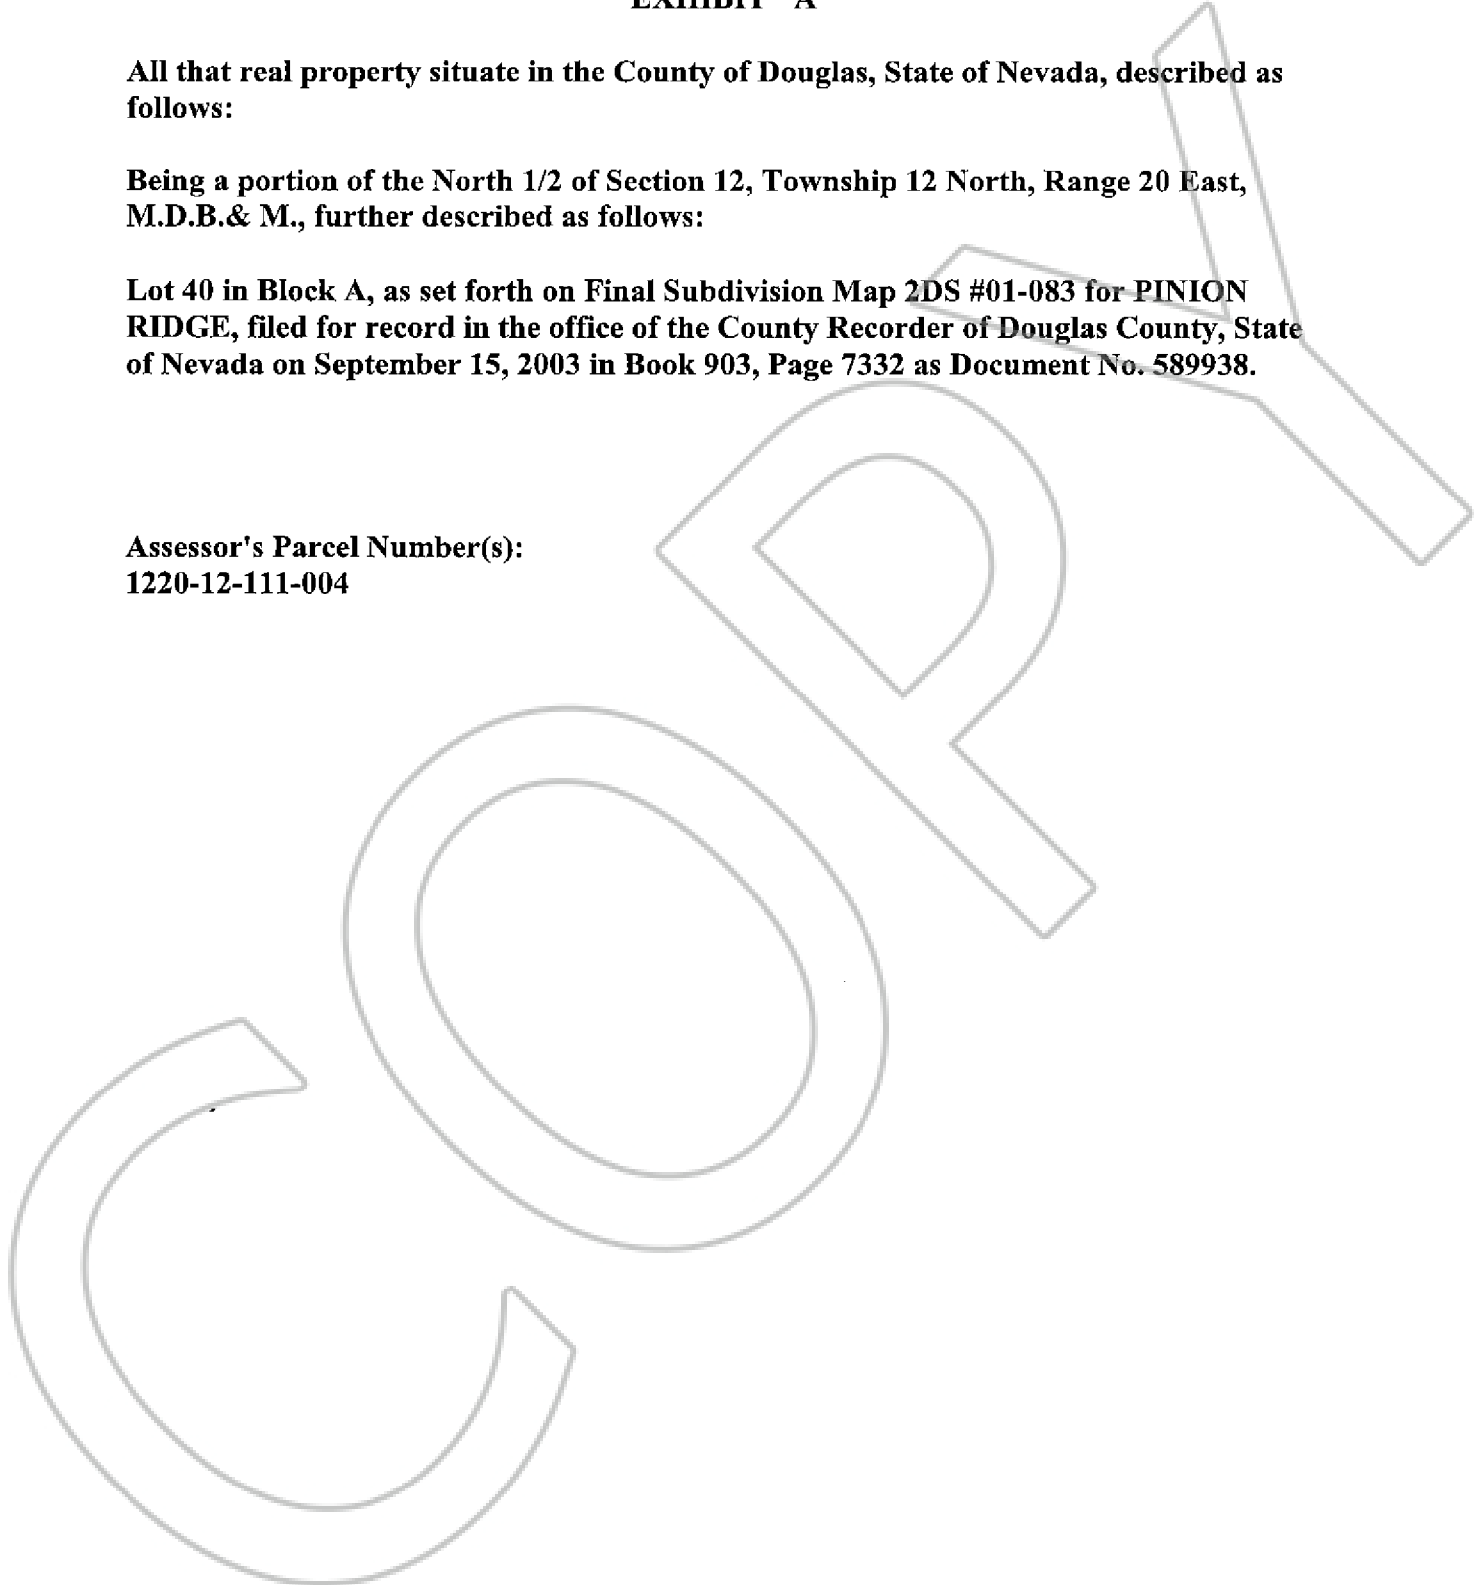 EXHIBIT "A"
All that real property situate in the County of Douglas, State of Nevada, described as
follows:
Being a portion of the North 1/2 of Section 12, Township 12 North, Range 20 East,
M.D.B.& M., further described as follows:
Lot 40 in Block A, as set forth on Final Subdivision Map 2DS #01-083 for PINION
RIDGE, filed for record in the office of the County Recorder of Douglas County, State
of Nevada on September 15, 2003 in Book 903, Page 7332 as Document No. 589938.
Assessor's Parcel Number(s):
1220-12-111-004
COPY